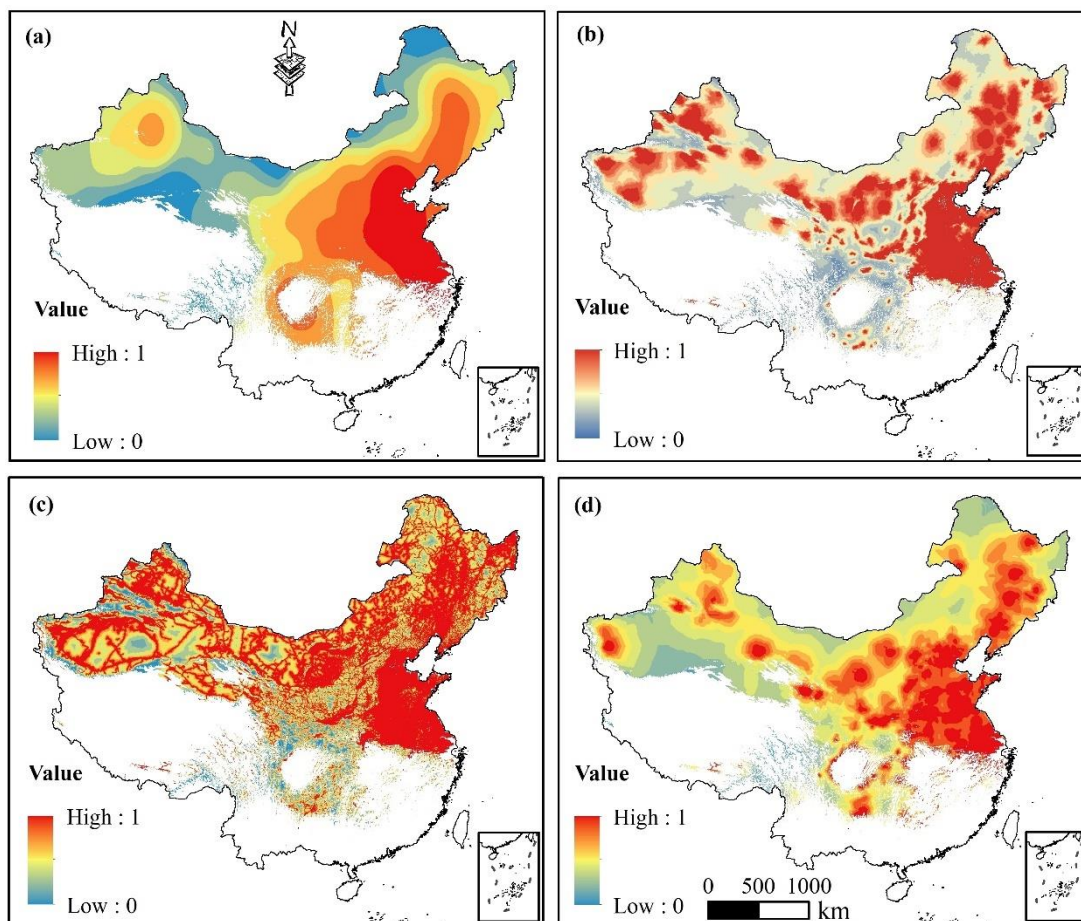 (a)
N
Value
High : 1
Low : 0
(b)
Value
High : 1
Low : 0
(c)
Value
High : 1
Low : 0
(d)
Value
High : 1
Low : 0
0 500 1000
km